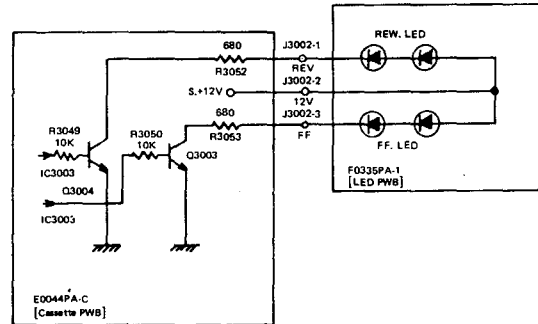 680
R3052
J3002-1
REV
REW. LED
S.+12V
J3002-2
12V
680
R3053
J3002-3
FF
FF. LED
R3049
10K
R3050
10K
Q3003
IC3003
Q3004
IC3003
F0335PA-1
[LED PWB]
E0044PA-C
[Cassette PWB]